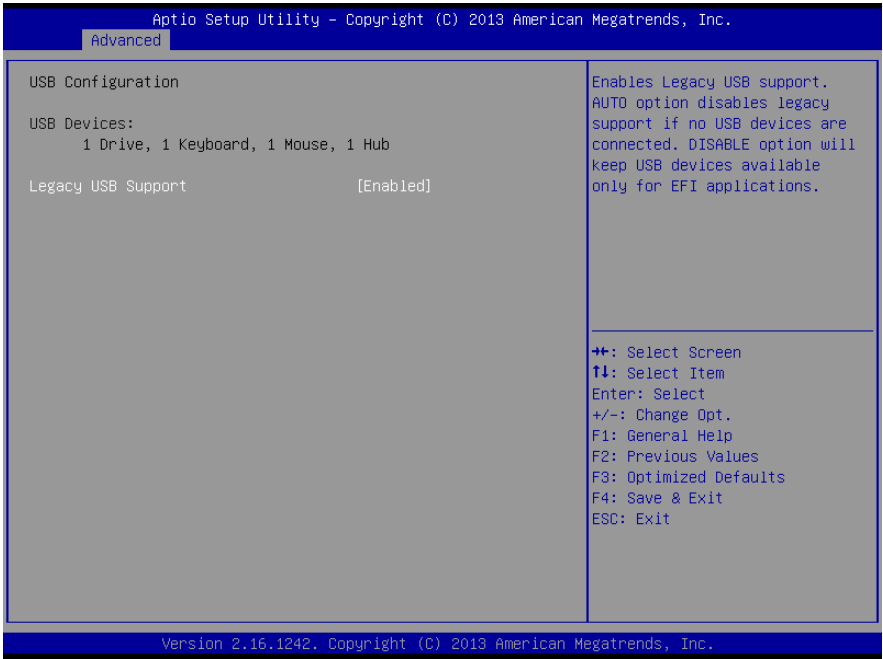 Aptio Setup Utility – Copyright (C) 2013 American Megatrends, Inc.
Advanced
USB Configuration
USB Devices:
1 Drive, 1 Keyboard, 1 Mouse, 1 Hub
Legacy USB Support [Enabled]
Enables Legacy USB support.
AUTO option disables legacy
support if no USB devices are
connected. DISABLE option will
keep USB devices available
only for EFI applications.
→←: Select Screen
↑↓: Select Item
Enter: Select
+/-: Change Opt.
F1: General Help
F2: Previous Values
F3: Optimized Defaults
F4: Save & Exit
ESC: Exit
Version 2.16.1242. Copyright (C) 2013 American Megatrends, Inc.